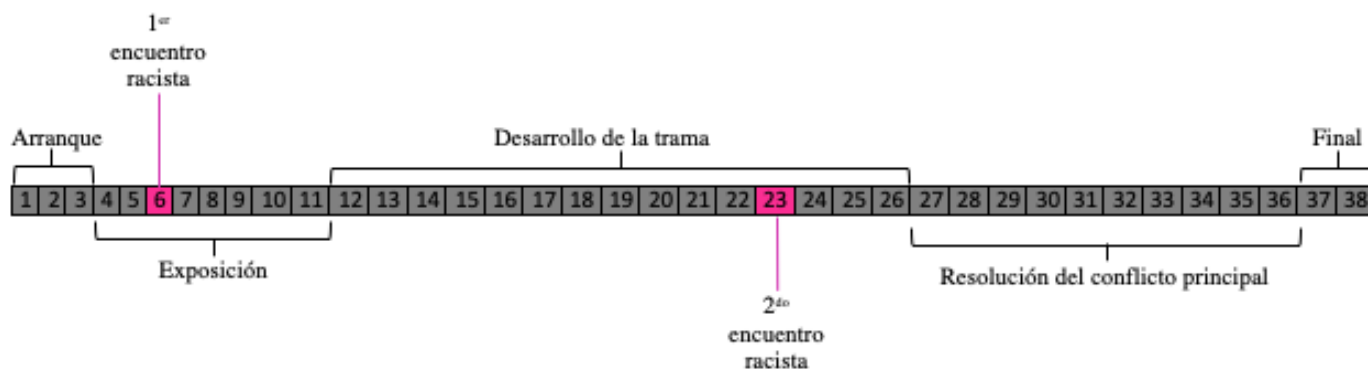 1er
encuentro
racista
Arranque
Desarrollo de la trama
Final
1 2 3 4 5 6 7 8 9 10 11 12 13 14 15 16 17 18 19 20 21 22 23 24 25 26 27 28 29 30 31 32 33 34 35 36 37 38
Exposición
Resolución del conflicto principal
2do
encuentro
racista